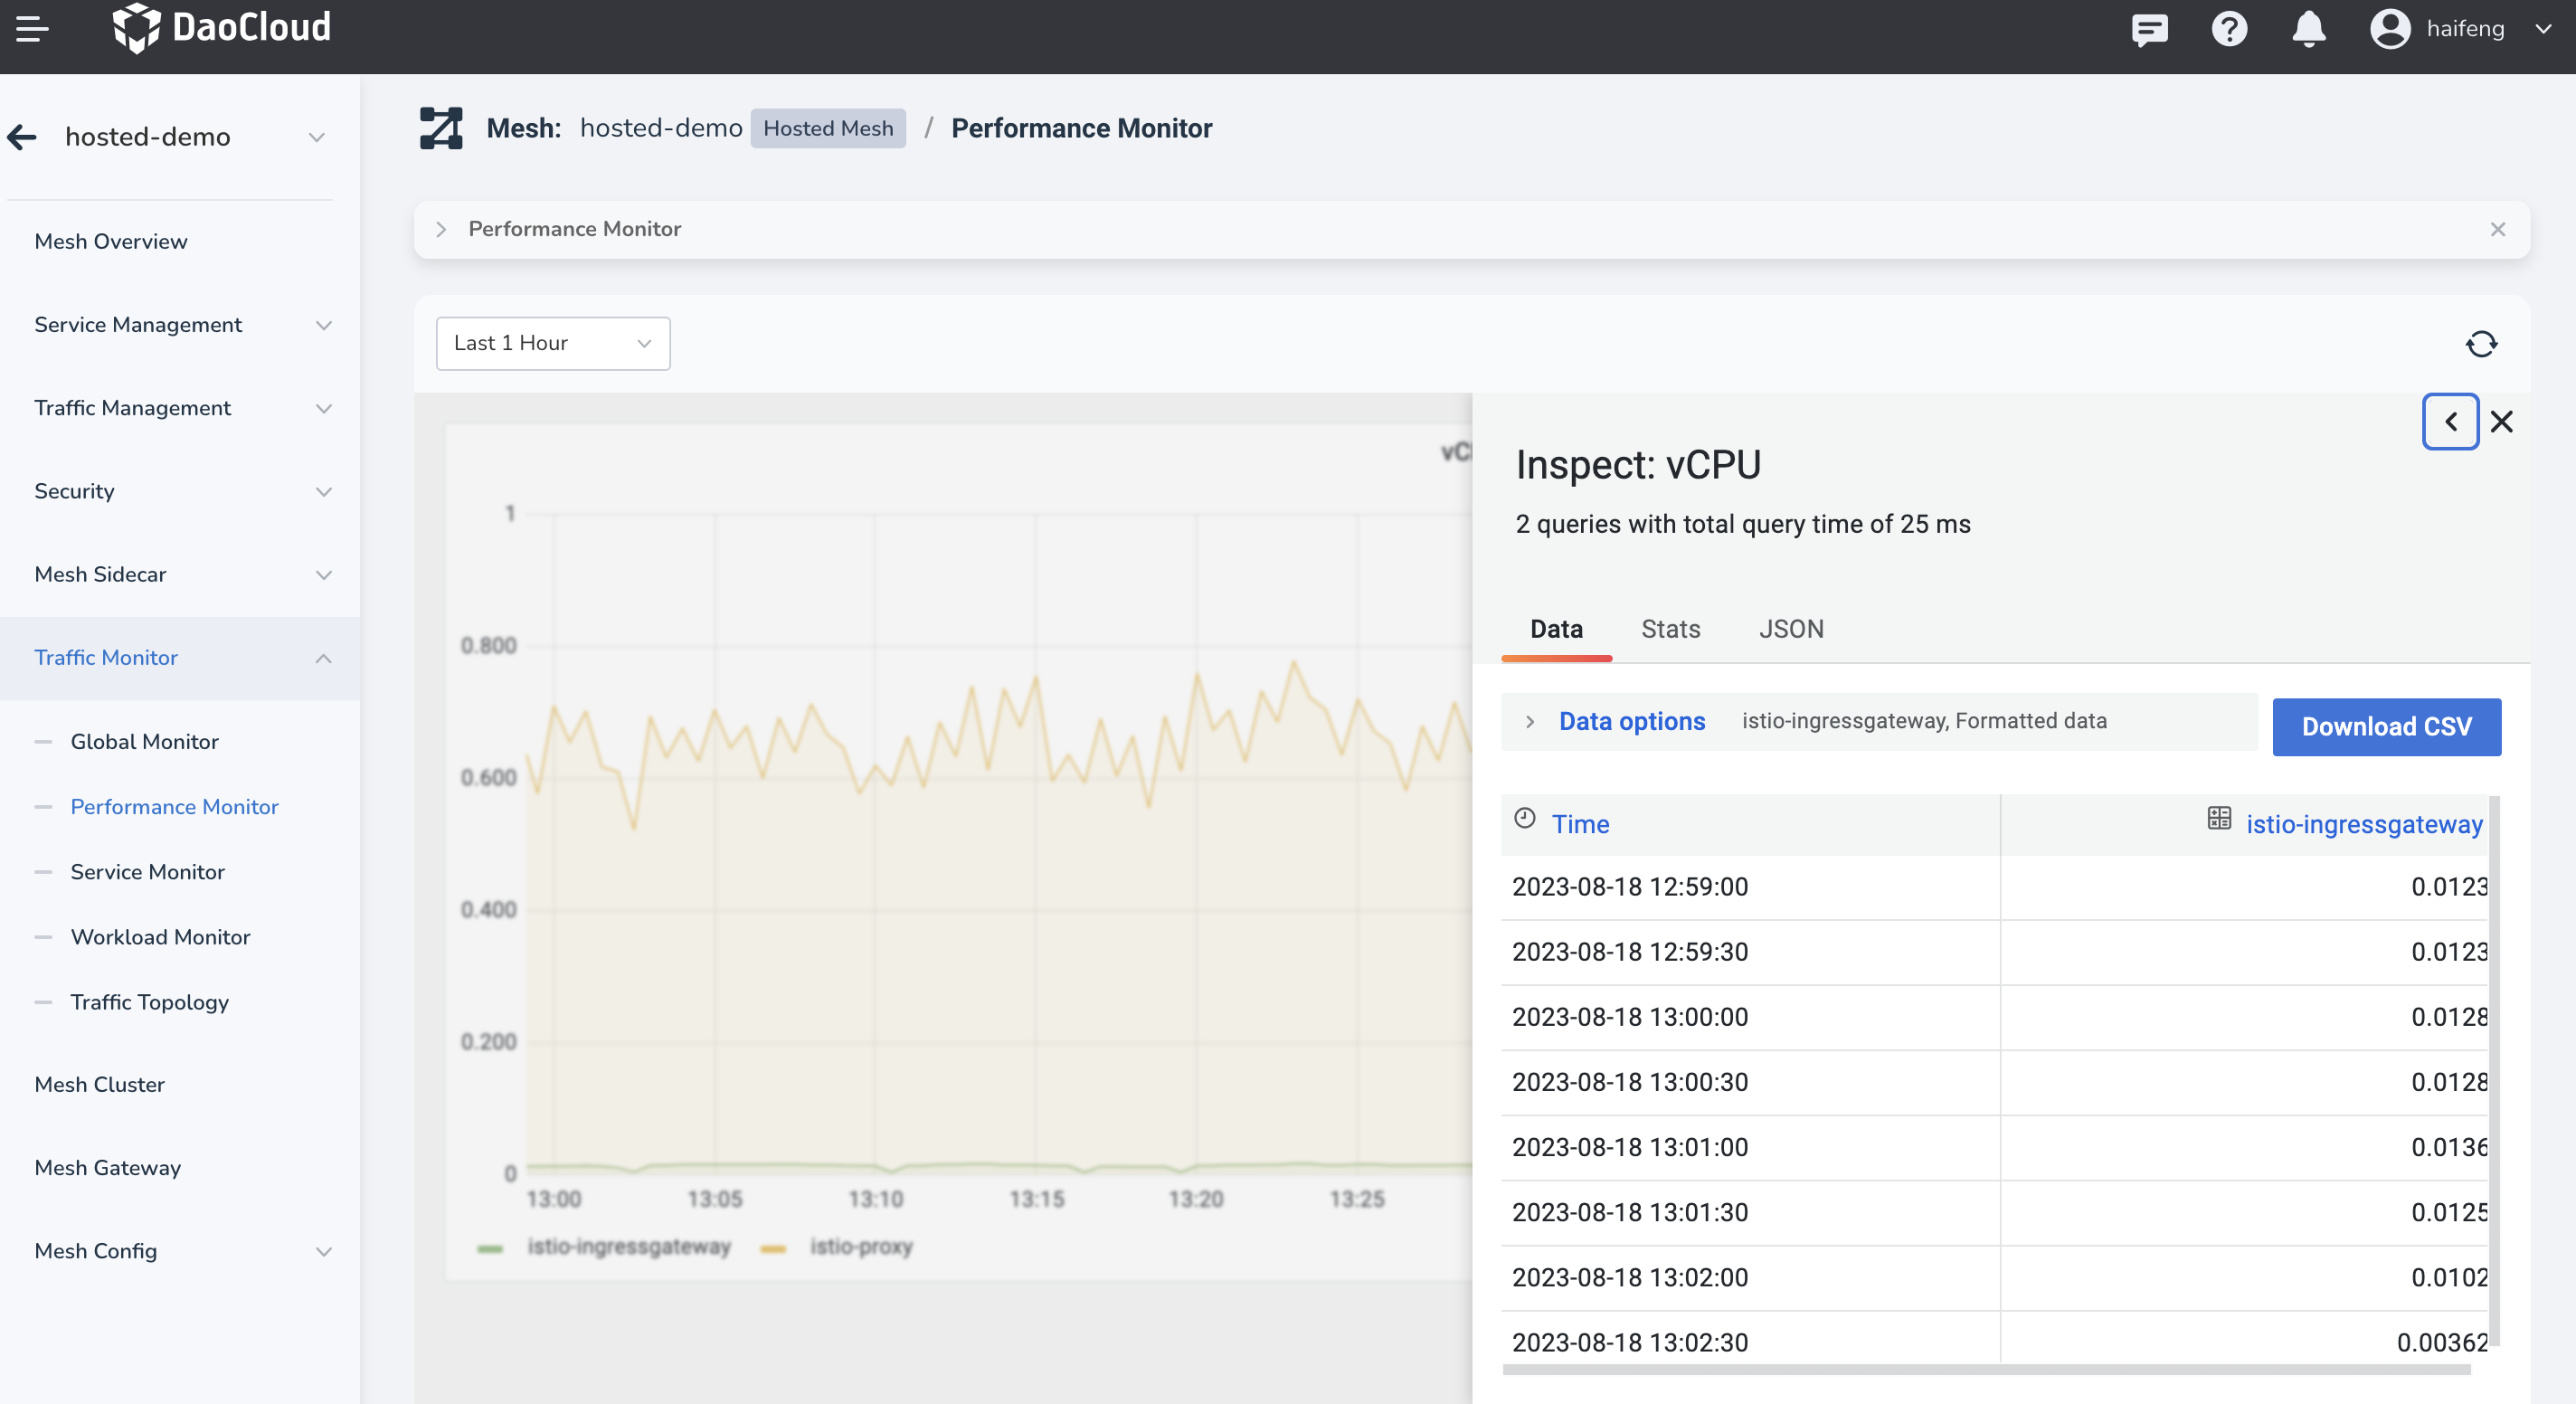 DaoCloud
haifeng
hosted-demo
Mesh Overview
Service Management
Traffic Management
Security
Mesh Sidecar
Traffic Monitor
Global Monitor
Performance Monitor
Service Monitor
Workload Monitor
Traffic Topology
Mesh Cluster
Mesh Gateway
Mesh Config
Mesh: hosted-demo Hosted Mesh / Performance Monitor
Performance Monitor
Last 1 Hour
1
0.800
0.600
0.400
0.200
0
13:00 13:05 13:10 13:15 13:20 13:25
istio-ingressgateway istio-proxy
Inspect: vCPU
2 queries with total query time of 25 ms
Data Stats JSON
Data options istio-ingressgateway, Formatted data
Download CSV
Time istio-ingressgateway
2023-08-18 12:59:00 0.0123
2023-08-18 12:59:30 0.0123
2023-08-18 13:00:00 0.0128
2023-08-18 13:00:30 0.0128
2023-08-18 13:01:00 0.0136
2023-08-18 13:01:30 0.0125
2023-08-18 13:02:00 0.0102
2023-08-18 13:02:30 0.00362